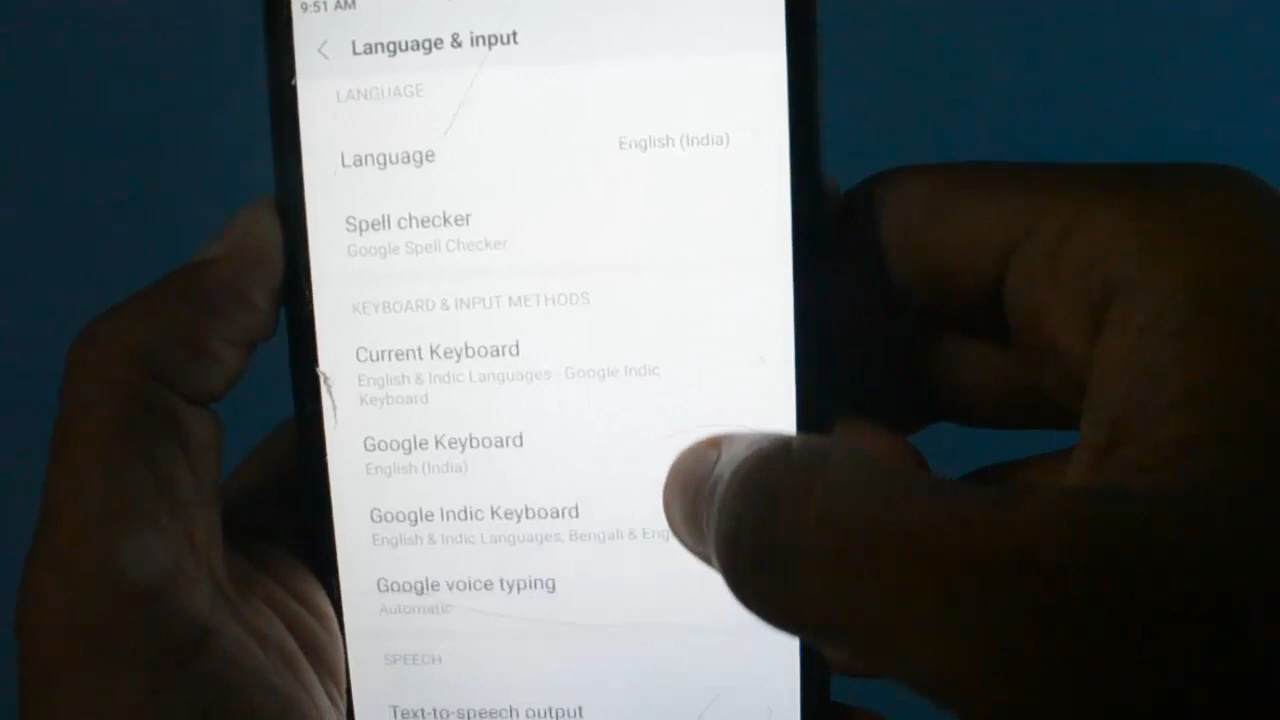 9:51 AM
Language & input
LANGUAGE
Language
English (India)
Spell checker
Google Spell Checker
KEYBOARD & INPUT METHODS
Current Keyboard
English & Indic Languages - Google Indic
Keyboard
Google Keyboard
English (India)
Google Indic Keyboard
English & Indic Languages, Bengali & Eng
Google voice typing
Automatic
SPEECH
Text-to-speech output